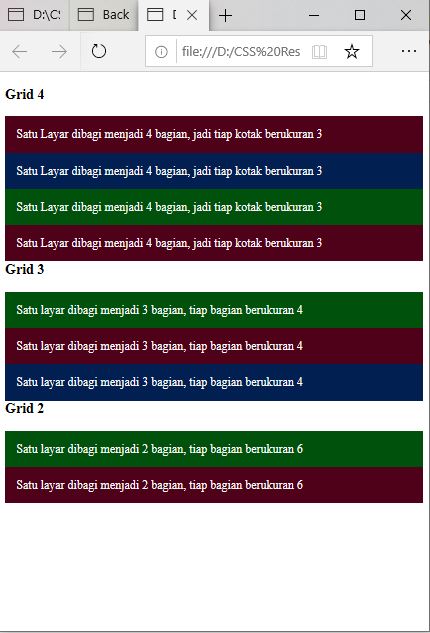 D:\C:
Back
file:///D:/CSS%20Res
Grid 4
Satu Layar dibagi menjadi 4 bagian, jadi tiap kotak berukuran 3
Satu Layar dibagi menjadi 4 bagian, jadi tiap kotak berukuran 3
Satu Layar dibagi menjadi 4 bagian, jadi tiap kotak berukuran 3
Satu Layar dibagi menjadi 4 bagian, jadi tiap kotak berukuran 3
Grid 3
Satu layar dibagi menjadi 3 bagian, tiap bagian berukuran 4
Satu layar dibagi menjadi 3 bagian, tiap bagian berukuran 4
Satu layar dibagi menjadi 3 bagian, tiap bagian berukuran 4
Grid 2
Satu layar dibagi menjadi 2 bagian, tiap bagian berukuran 6
Satu layar dibagi menjadi 2 bagian, tiap bagian berukuran 6